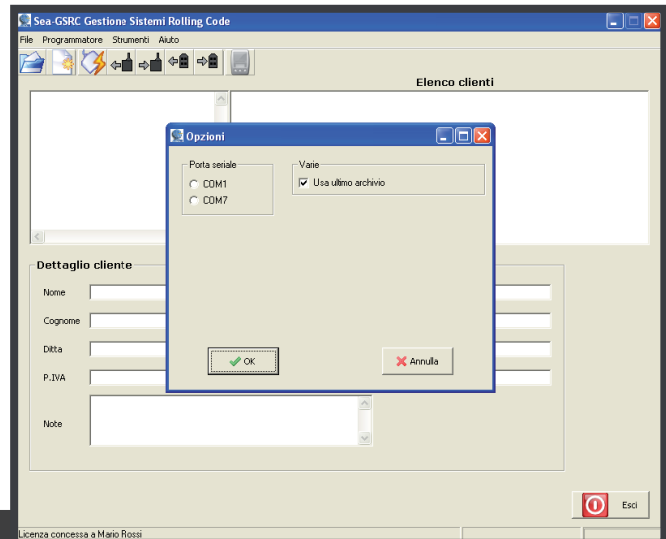 Sea-GSRC Gestione Sistemi Rolling Code
File Programmatore Strumenti Aiuto
Elenco clienti
Opzioni
Porta seriale
COM1
COM7
Varie
Usa ultimo archivio
OK
Annulla
Dettaglio cliente
Nome
Cognome
Ditta
P.IVA
Note
Esci
Licenza concessa a Mario Rossi